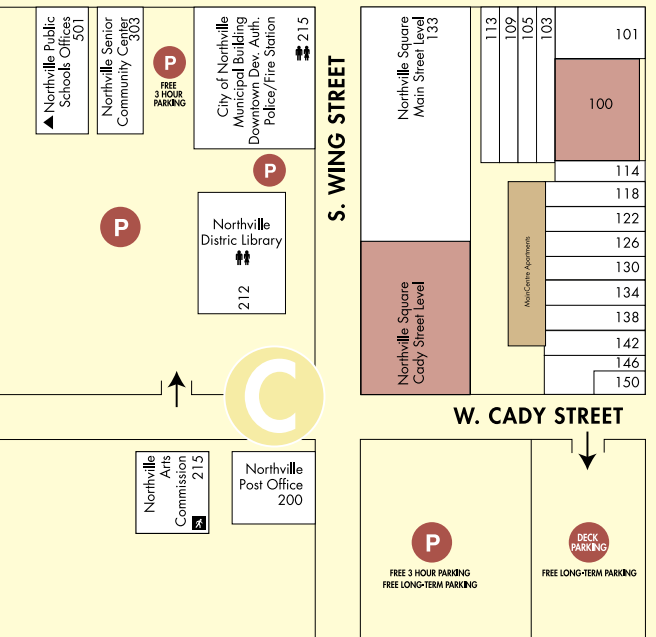 Northville Public
Schools Offices
501
Northville Senior
Community Center
303
P
FREE
3 HOUR
PARKING
City of Northville
Municipal Building
Downtown Dev. Auth.
Police/Fire Station
215
P
P
Northville
Distric Library
212
S. WING STREET
Northville Square
Main Street Level
133
113
109
105
103
101
100
114
118
122
126
130
134
138
142
146
150
MainCentre Apartments
Northville Square
Cady Street Level
C
W. CADY STREET
Northville
Arts
Commission
215
Northville
Post Office
200
P
FREE 3 HOUR PARKING
FREE LONG-TERM PARKING
DECK
PARKING
FREE LONG-TERM PARKING